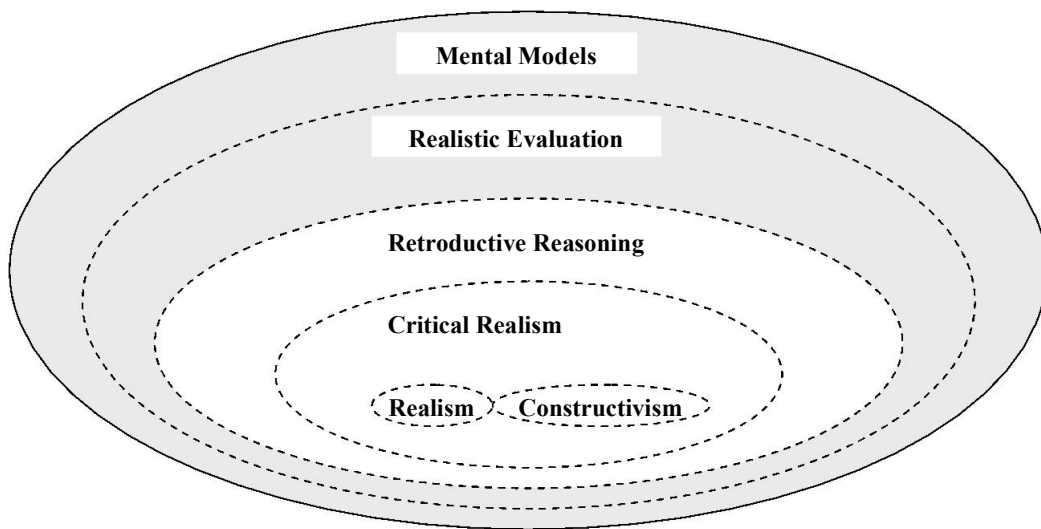 Mental Models
Realistic Evaluation
Retroductive Reasoning
Critical Realism
Realism
Constructivism